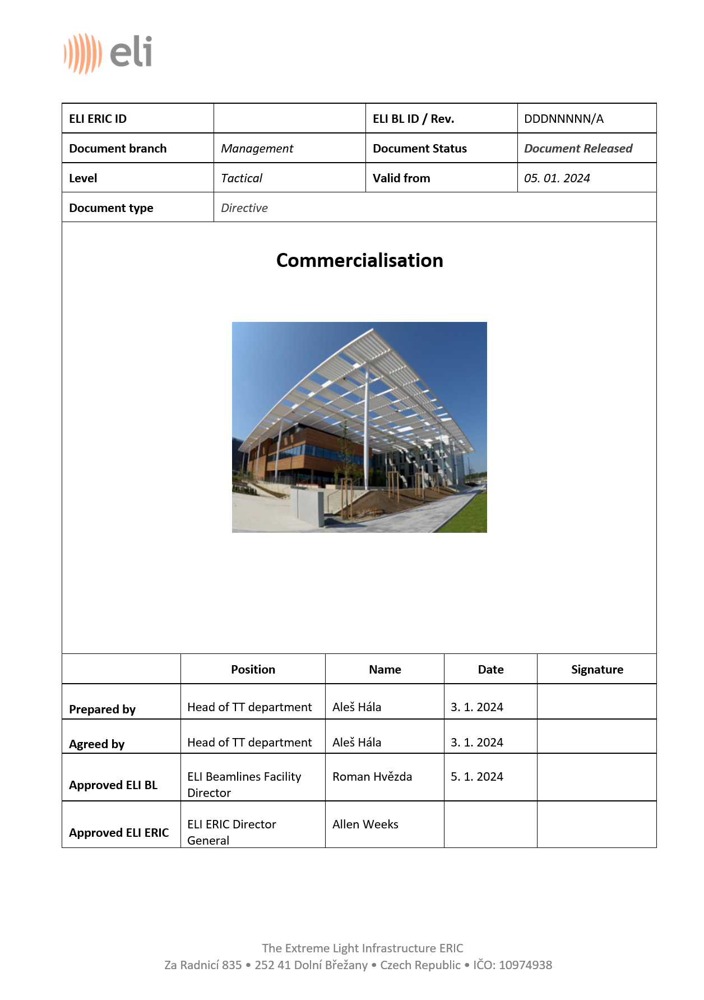 eli
ELI ERIC ID ELI BL ID / Rev. DDDNNNNN/A
Document branch Management Document Status Document Released
Level Tactical Valid from 05. 01. 2024
Document type Directive
Commercialisation
Position Name Date Signature
Prepared by Head of TT department Aleš Hála 3. 1. 2024
Agreed by Head of TT department Aleš Hála 3. 1. 2024
Approved ELI BL ELI Beamlines Facility Roman Hvězda 5. 1. 2024
Director
Approved ELI ERIC ELI ERIC Director Allen Weeks
General
The Extreme Light Infrastructure ERIC
Za Radnicí 835 • 252 41 Dolní Břežany • Czech Republic • IČO: 10974938